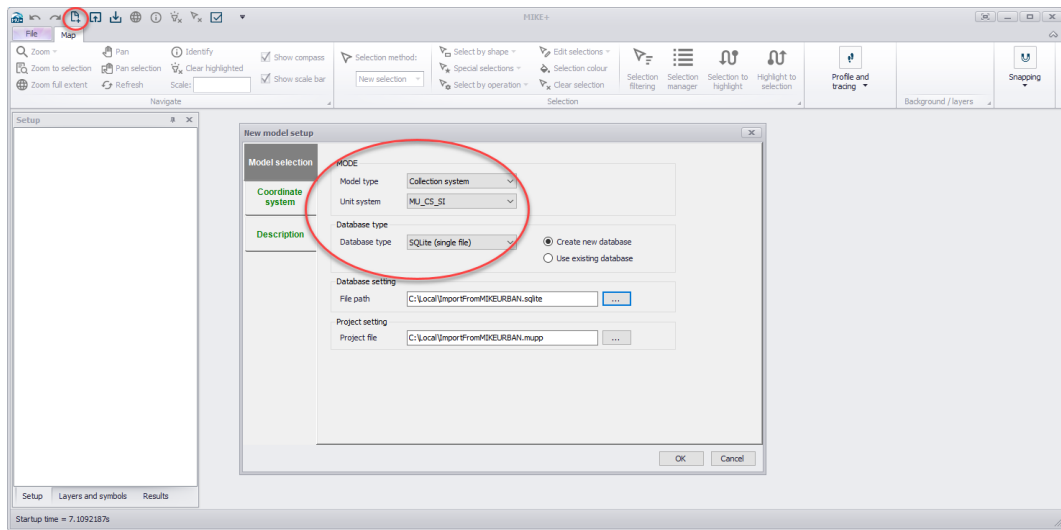 MIKE+
File Map
Zoom Pan Identify
Zoom to selection Pan selection Clear highlighted
Zoom full extent Refresh Scale:
Show compass
Show scale bar
Navigate
Selection method:
New selection
Select by shape Edit selections
Special selections Selection colour
Select by operation Clear selection
Selection filtering
Selection manager
Selection to highlight
Highlight to selection
Selection
Profile and tracing
Background / layers
Snapping
Setup
New model setup
Model selection
Coordinate system
Description
MODE
Model type Collection system
Unit system MU_CS_SI
Database type
Database type SQLite (single file) Create new database
Use existing database
Database setting
File path C:\Local\ImportFromMIKEURBAN.sqlite ...
Project setting
Project file C:\Local\ImportFromMIKEURBAN.mupp ...
OK Cancel
Setup Layers and symbols Results
Startup time = 7.1092187s